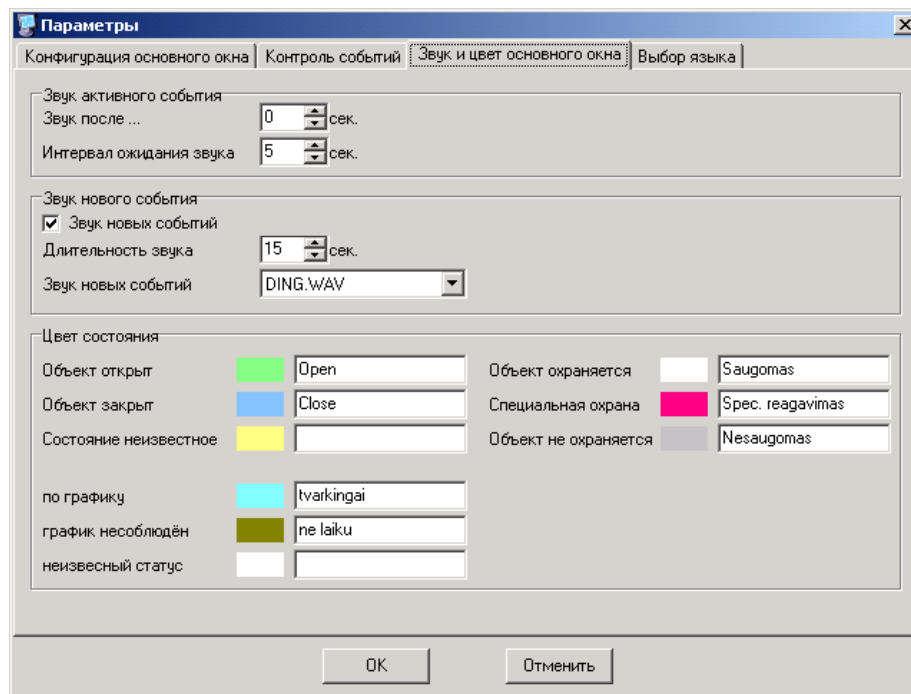 Параметры
Конфигурация основного окна Контроль событий Звук и цвет основного окна Выбор языка
Звук активного события
Звук после ... 0 сек.
Интервал ожидания звука 5 сек.
Звук нового события
Звук новых событий
Длительность звука 15 сек.
Звук новых событий DING.WAV
Цвет состояния
Объект открыт Open Объект охраняется Saugomas
Объект закрыт Close Специальная охрана Spec. reagavimas
Состояние неизвестное Объект не охраняется Nesaugomas
по графику tvarkingai
график несоблюдён ne laiku
неизвесный статус
OK Отменить